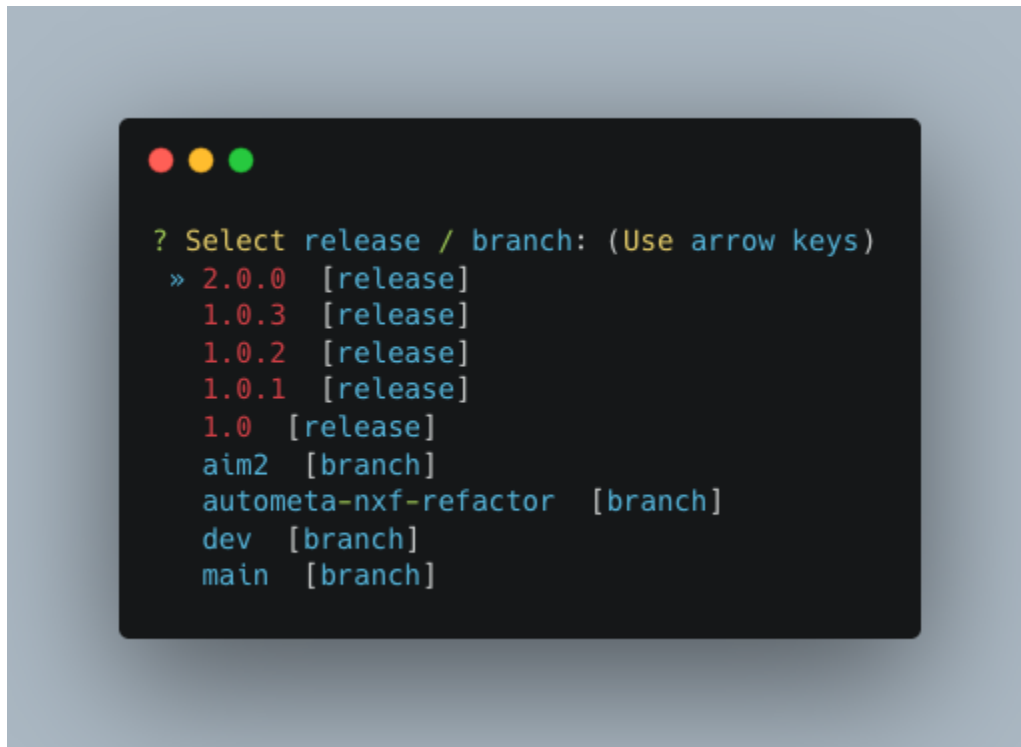 ? Select release / branch: (Use arrow keys)
» 2.0.0 [release]
1.0.3 [release]
1.0.2 [release]
1.0.1 [release]
1.0 [release]
aim2 [branch]
autometa-nxf-refactor [branch]
dev [branch]
main [branch]